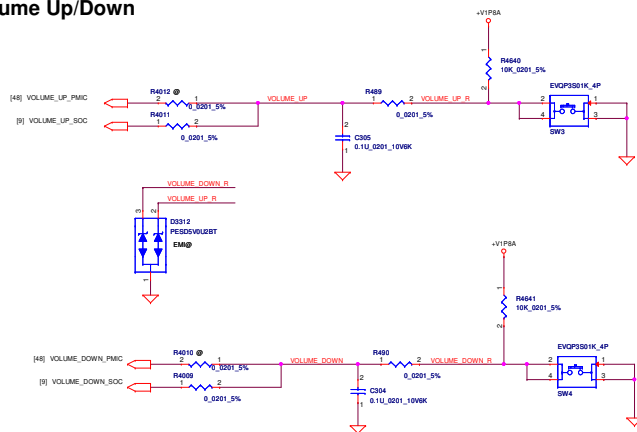 ume Up/Down
+V1P8A
1
R4640
10K_0201_5%
2
EVQP3S01K_4P
[48] VOLUME_UP_PMIC
R4012 @
2
1
0_0201_5%
VOLUME_UP
R489
1
2
0_0201_5%
VOLUME_UP_R
2
1
4
3
SW3
[9] VOLUME_UP_SOC
R4011
1
2
0_0201_5%
2
C305
0.1U_0201_10V6K
1
VOLUME_DOWN_R
VOLUME_UP_R
3
2
D3312
PESD5V0U2BT
EMI@
1
+V1P8A
1
R4641
10K_0201_5%
2
EVQP3S01K_4P
[48] VOLUME_DOWN_PMIC
R4010 @
2
1
0_0201_5%
VOLUME_DOWN
R490
1
2
0_0201_5%
VOLUME_DOWN_R
2
1
4
3
SW4
[9] VOLUME_DOWN_SOC
R4009
1
2
0_0201_5%
2
C304
0.1U_0201_10V6K
1